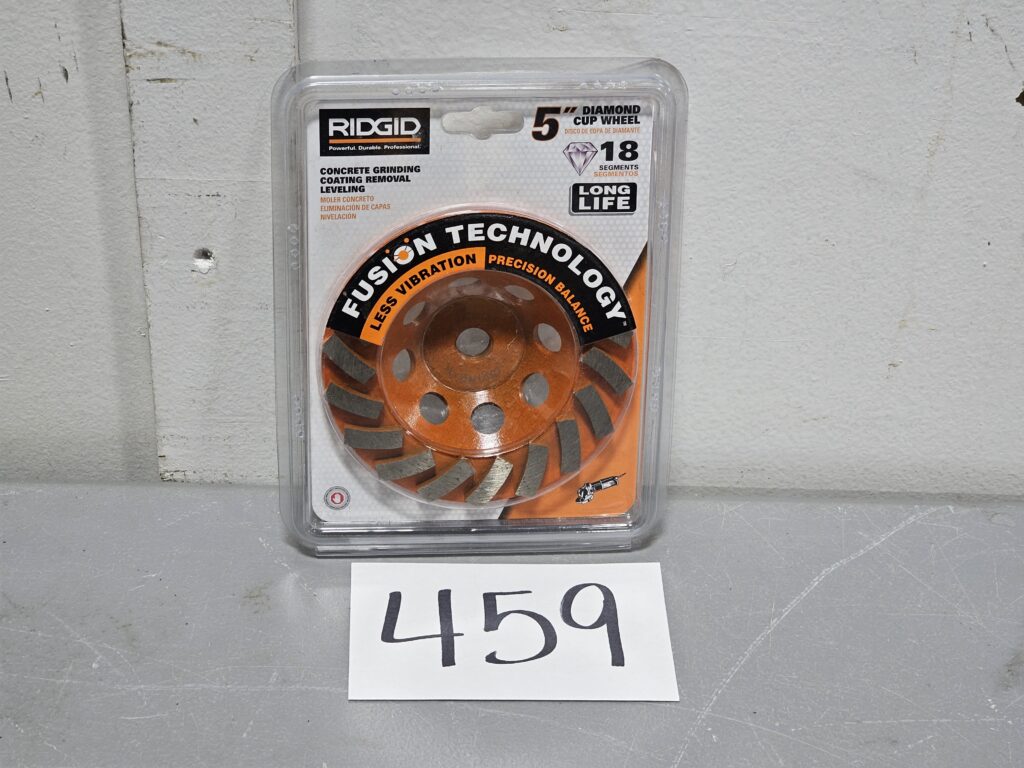 RIDGID
Powerful. Durable. Professional.
5" DIAMOND
CUP WHEEL
DISCO DE COPA DE DIAMANTE
18
SEGMENTS
SEGMENTOS
LONG
LIFE
CONCRETE GRINDING
COATING REMOVAL
LEVELING
MOLER CONCRETO
ELIMINACIÓN DE CAPAS
NIVELACIÓN
FUSION TECHNOLOGY
LESS VIBRATION
PRECISION BALANCE
459